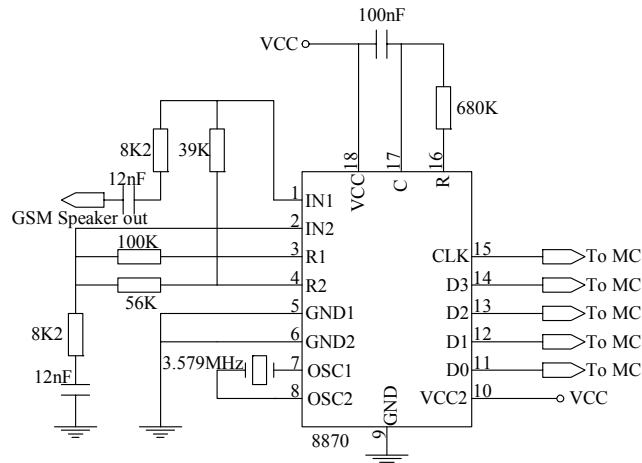 100nF
VCC
680K
8K2
39K
18
17
16
VCC
C
R
12nF
GSM Speaker out
1
IN1
2
IN2
100K
3
R1
CLK
15
To MC
56K
4
R2
D3
14
To MC
5
GND1
D2
13
To MC
8K2
6
GND2
D1
12
To MC
3.579MHz
7
OSC1
D0
11
To MC
12nF
8
OSC2
VCC2
10
VCC
GND
9
8870